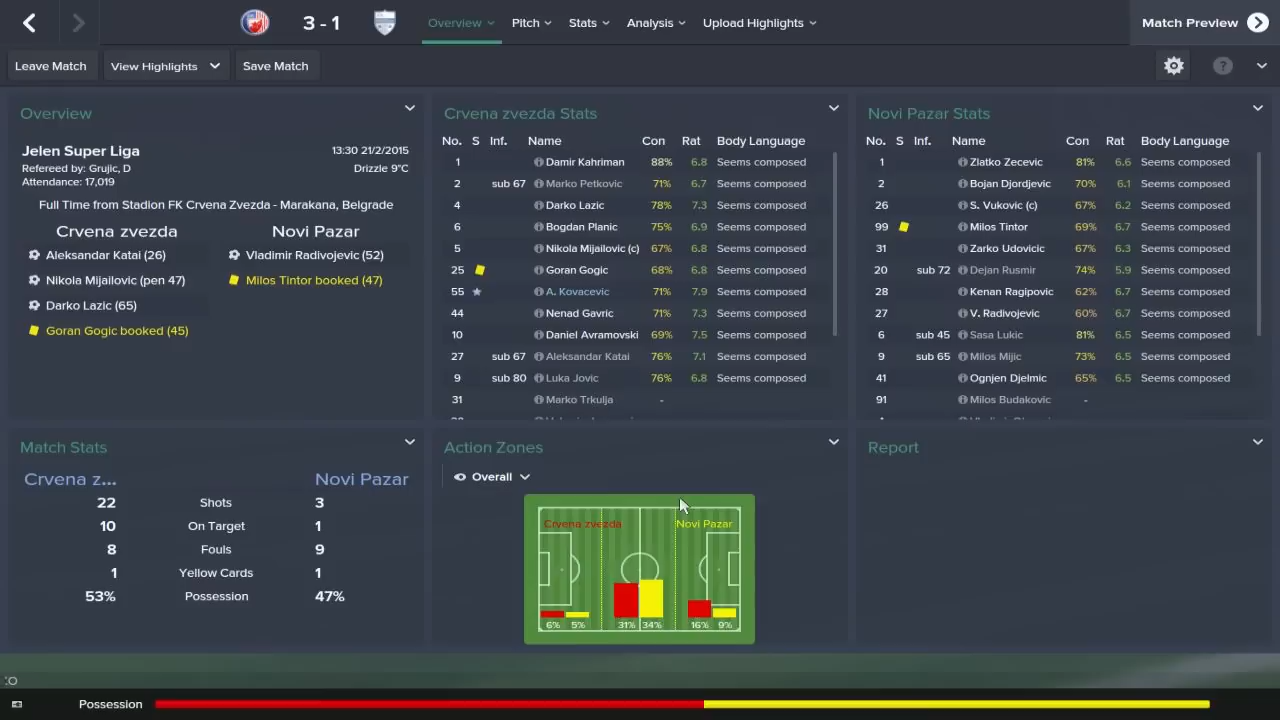 3 - 1
Overview
Pitch
Stats
Analysis
Upload Highlights
Match Preview
Leave Match
View Highlights
Save Match
?
Overview
Jelen Super Liga
13:30 21/2/2015
Refereed by: Grujic, D
Drizzle 9°C
Attendance: 17,019
Full Time from Stadion FK Crvena Zvezda - Marakana, Belgrade
Crvena zvezda
Aleksandar Katai (26)
Nikola Mijailovic (pen 47)
Darko Lazic (65)
Goran Gogic booked (45)
Novi Pazar
Vladimir Radivojevic (52)
Milos Tintor booked (47)
Crvena zvezda Stats
No. S Inf. Name Con Rat Body Language
1 Damir Kahriman 88% 6.8 Seems composed
2 sub 67 Marko Petkovic 71% 6.7 Seems composed
4 Darko Lazic 78% 7.3 Seems composed
6 Bogdan Planic 75% 6.9 Seems composed
5 Nikola Mijailovic (c) 67% 6.8 Seems composed
25 Goran Gogic 68% 6.8 Seems composed
55 A. Kovacevic 71% 7.9 Seems composed
44 Nenad Gavric 71% 7.3 Seems composed
10 Daniel Avramovski 69% 7.5 Seems composed
27 sub 67 Aleksandar Katai 76% 7.1 Seems composed
9 sub 80 Luka Jovic 76% 6.8 Seems composed
31 Marko Trkulja -
Novi Pazar Stats
No. S Inf. Name Con Rat Body Language
1 Zlatko Zecevic 81% 6.6 Seems composed
2 Bojan Djordjevic 70% 6.1 Seems composed
26 S. Vukovic (c) 67% 6.2 Seems composed
99 Milos Tintor 69% 6.7 Seems composed
31 Zarko Udovicic 67% 6.3 Seems composed
20 sub 72 Dejan Rusmir 74% 5.9 Seems composed
28 Kenan Ragipovic 62% 6.7 Seems composed
27 V. Radivojevic 60% 6.7 Seems composed
6 sub 45 Sasa Lukic 81% 6.5 Seems composed
9 sub 65 Milos Mijic 73% 6.5 Seems composed
41 Ognjen Djelmic 65% 6.5 Seems composed
91 Milos Budakovic -
Match Stats
Crvena z... Novi Pazar
22 Shots 3
10 On Target 1
8 Fouls 9
1 Yellow Cards 1
53% Possession 47%
Action Zones
Overall
Crvena zvezda Novi Pazar
6% 5% 31% 34% 16% 9%
Report
:O
Possession